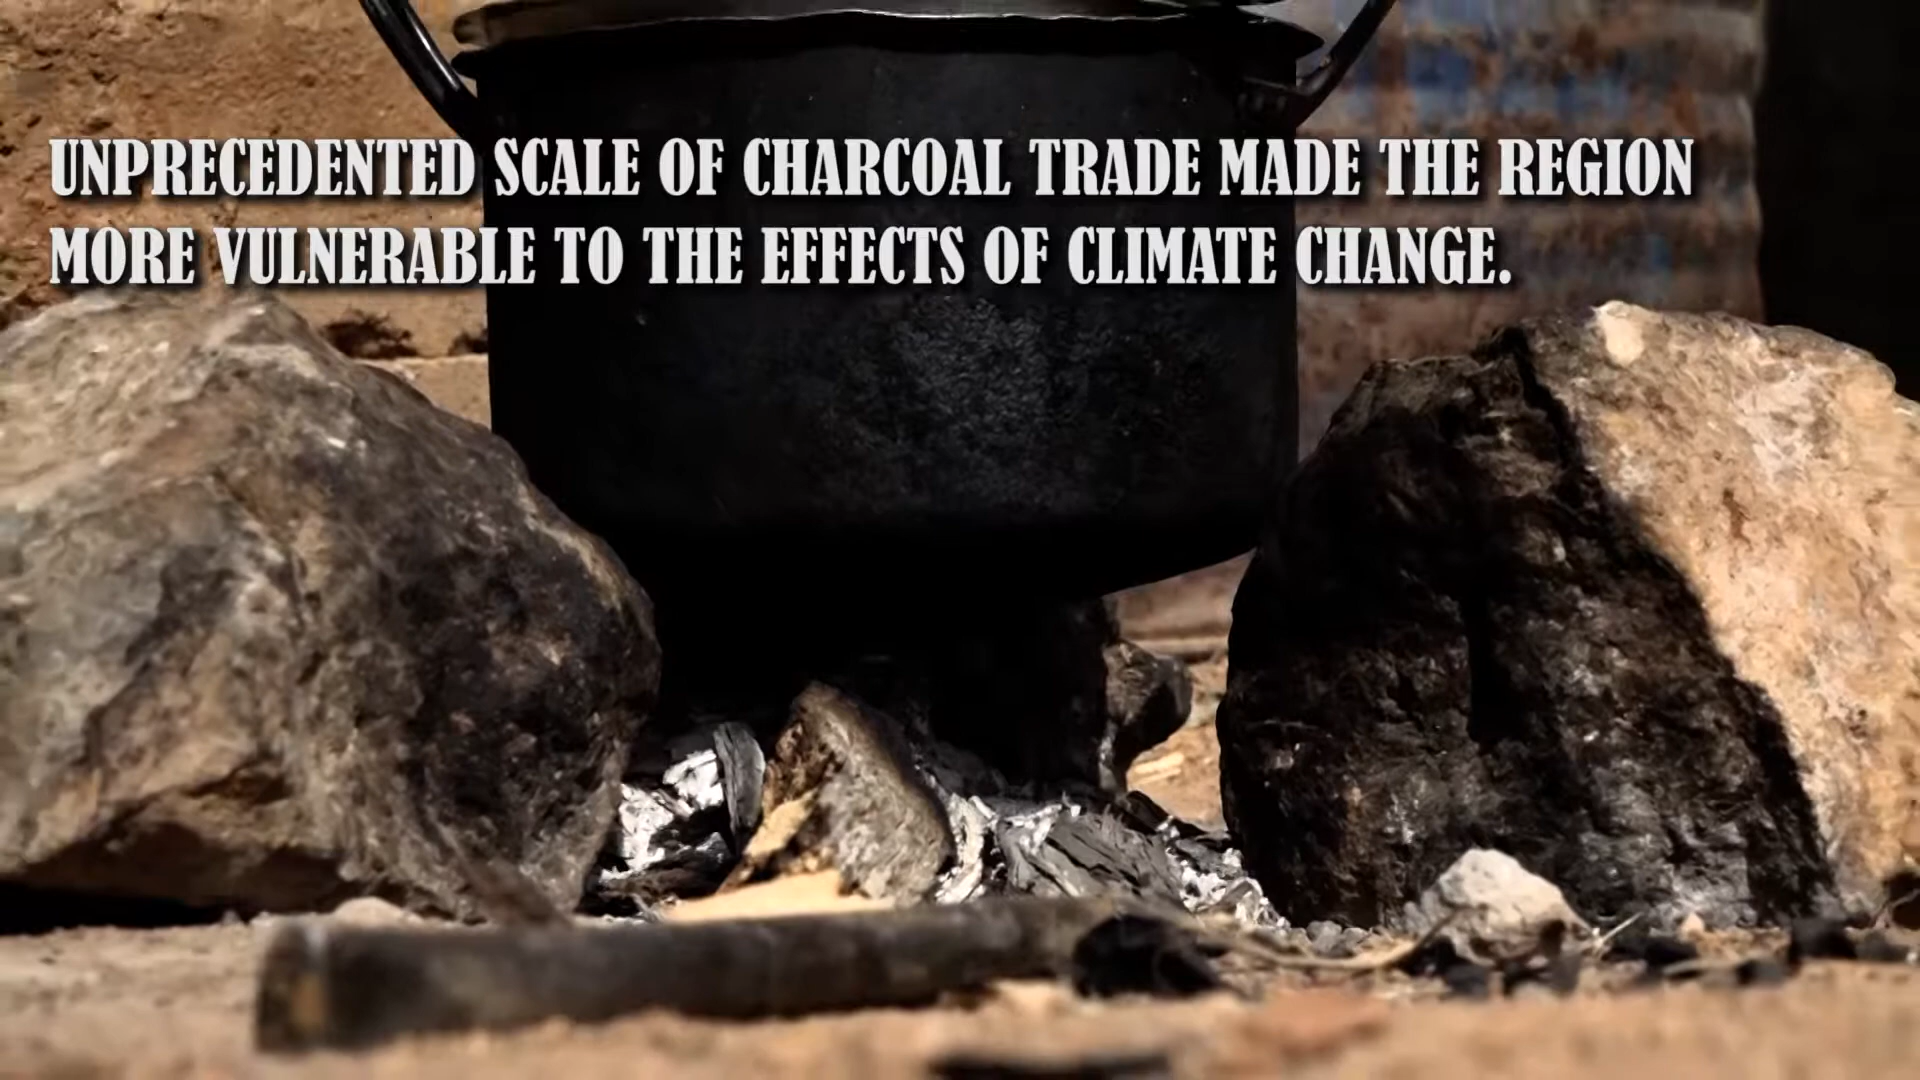 UNPRECEDENTED SCALE OF CHARCOAL TRADE MADE THE REGION
MORE VULNERABLE TO THE EFFECTS OF CLIMATE CHANGE.